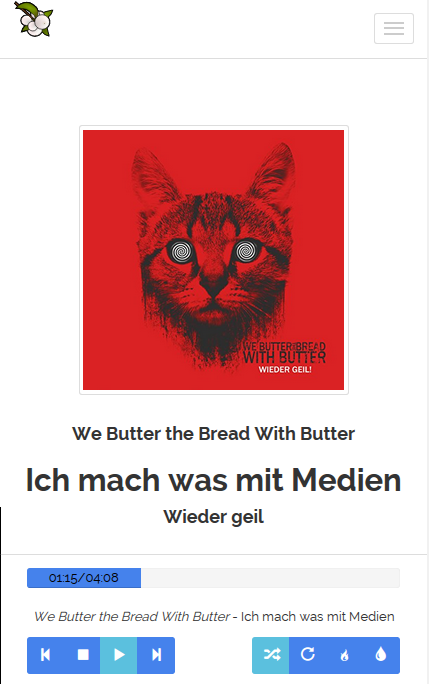 WE BUTTER THE BREAD
WITH BUTTER
WIEDER GEIL!
We Butter the Bread With Butter
Ich mach was mit Medien
Wieder geil
01:15/04:08
We Butter the Bread With Butter - Ich mach was mit Medien